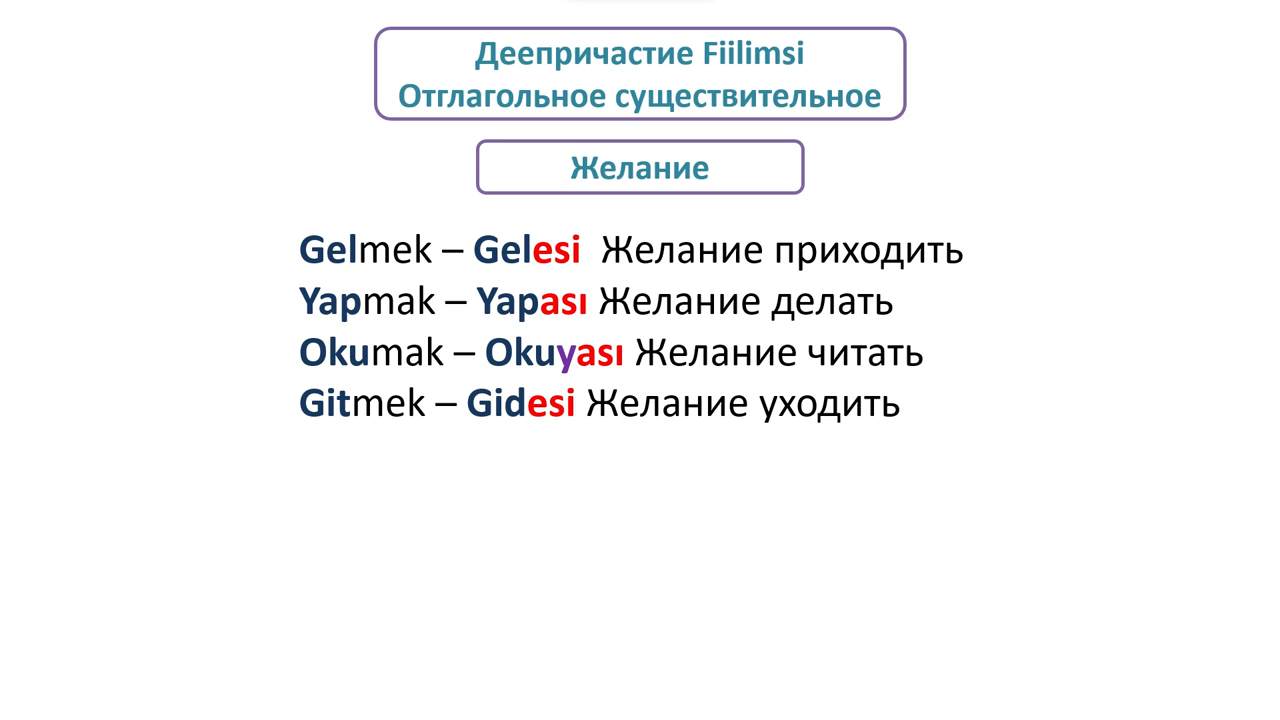 Деепричастие Fiilimsi
Отглагольное существительное
Желание
Gelmek – Gelesi Желание приходить
Yapmak – Yapası Желание делать
Okumak – Okuyası Желание читать
Gitmek – Gidesi Желание уходить